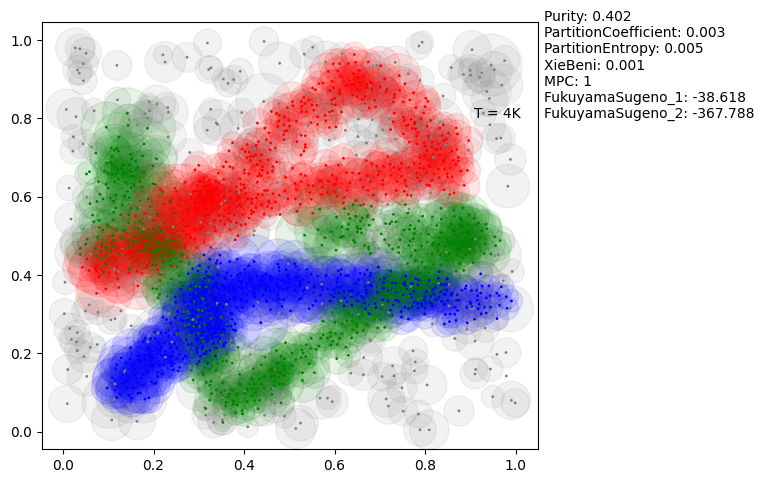 Purity: 0.402
PartitionCoefficient: 0.003
PartitionEntropy: 0.005
XieBeni: 0.001
MPC: 1
FukuyamaSugeno_1: -38.618
FukuyamaSugeno_2: -367.788
T = 4K
1.0
0.8
0.6
0.4
0.2
0.0
0.0 0.2 0.4 0.6 0.8 1.0